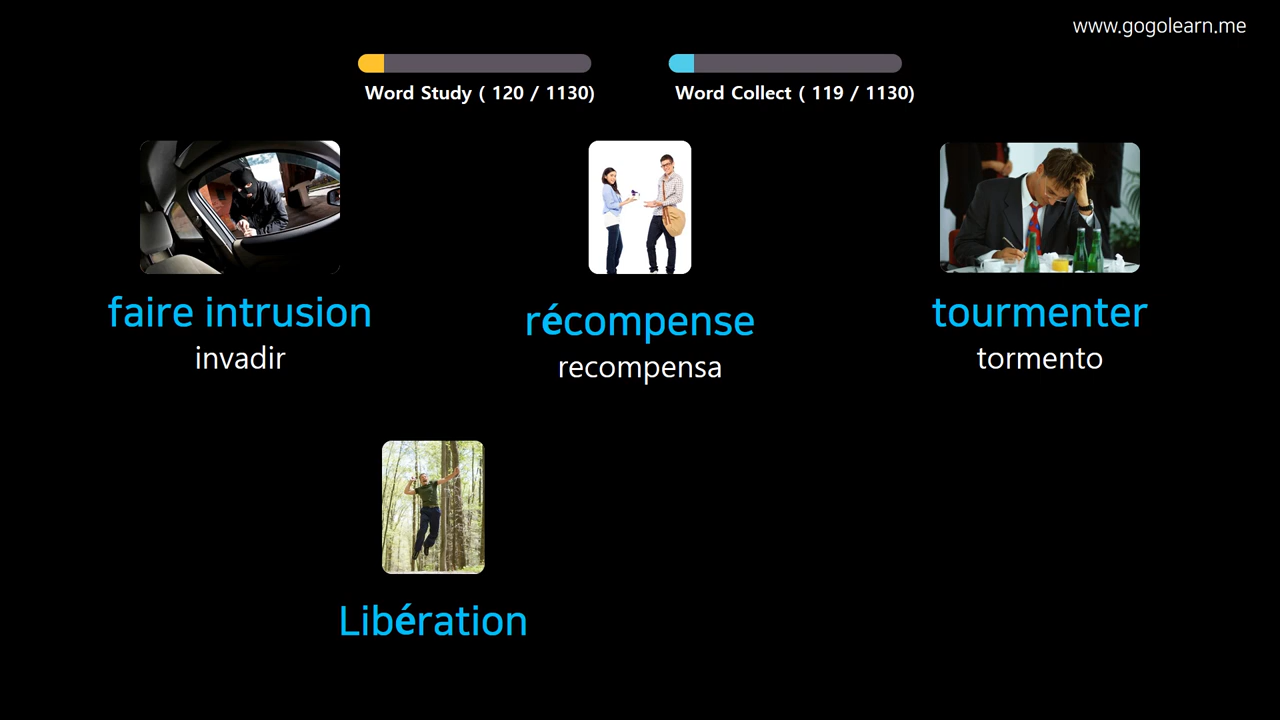 www.gogolearn.me
Word Study ( 120 / 1130)
Word Collect ( 119 / 1130)
faire intrusion
invadir
récompense
recompensa
tourmenter
tormento
Libération